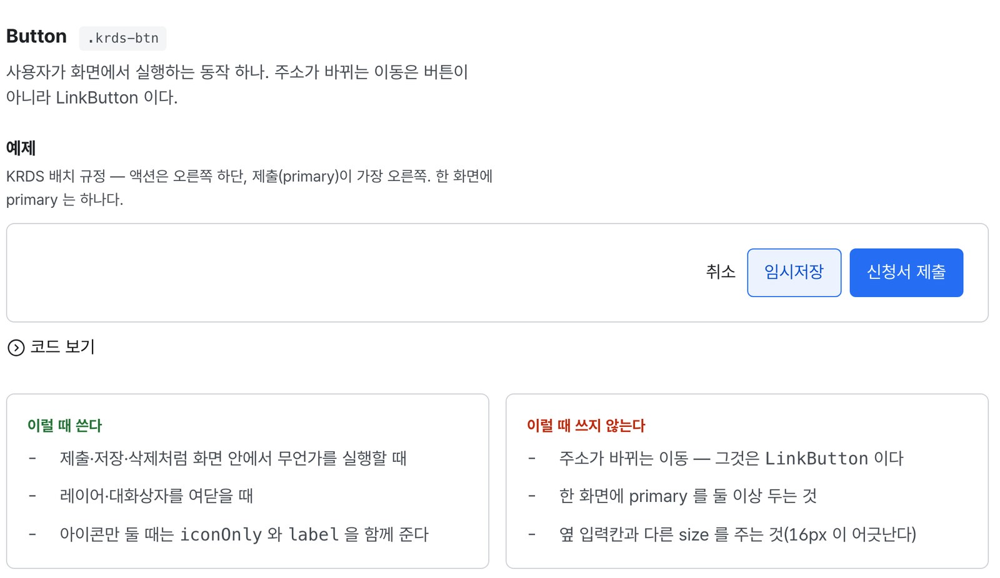 Button .krds-btn
사용자가 화면에서 실행하는 동작 하나. 주소가 바뀌는 이동은 버튼이
아니라 LinkButton 이다.
예제
KRDS 배치 규정 — 액션은 오른쪽 하단, 제출(primary)이 가장 오른쪽. 한 화면에
primary 는 하나다.
취소 임시저장 신청서 제출
코드 보기
이럴 때 쓴다
- 제출·저장·삭제처럼 화면 안에서 무언가를 실행할 때
- 레이어·대화상자를 여닫을 때
- 아이콘만 둘 때는 iconOnly 와 label 을 함께 준다
이럴 때 쓰지 않는다
- 주소가 바뀌는 이동 — 그것은 LinkButton 이다
- 한 화면에 primary 를 둘 이상 두는 것
- 옆 입력칸과 다른 size 를 주는 것(16px 이 어긋난다)